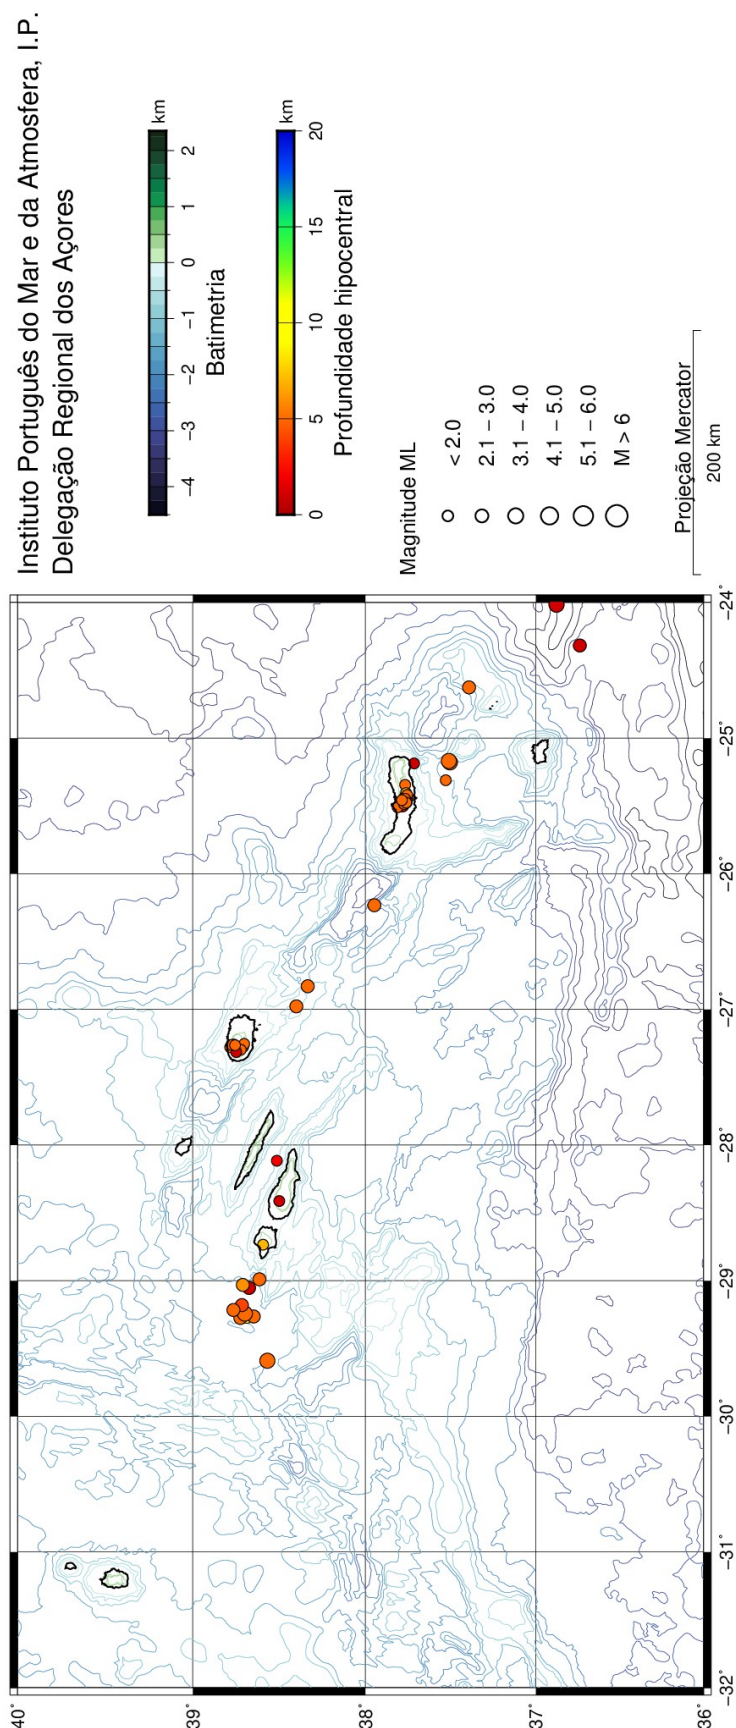 Instituto Português do Mar e da Atmosfera, I.P.
Delegação Regional dos Açores
km
−4 −3 −2 −1 0 1 2
Batimetria
km
0 5 10 15 20
Profundidade hipocentral
Magnitude ML
< 2.0
2.1 − 3.0
3.1 − 4.0
4.1 − 5.0
5.1 − 6.0
M > 6
Projeção Mercator
200 km
40°
39°
38°
37°
36°
−32° −31° −30° −29° −28° −27° −26° −25° −24°